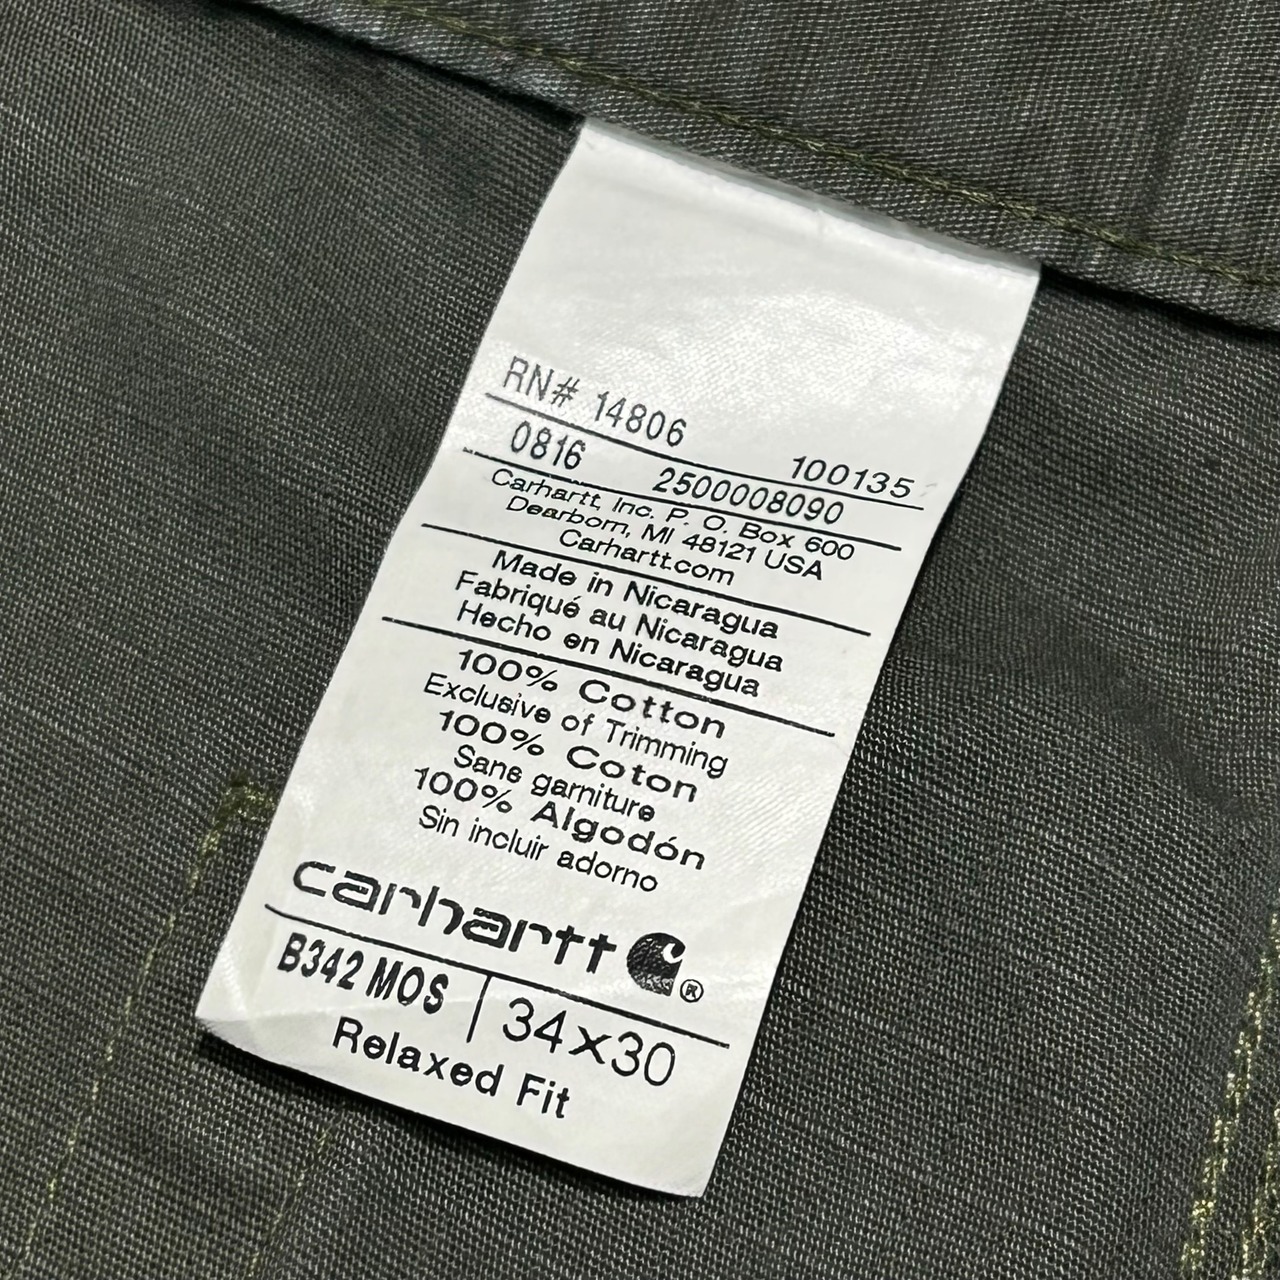 RN# 14806 100135
0816 2500008090
Carhartt, Inc. P. O. Box 600
Dearborn, MI 48121 USA
Carhartt.com
Made in Nicaragua
Fabriqué au Nicaragua
Hecho en Nicaragua
100% Cotton
Exclusive of Trimming
100% Coton
Sans garniture
100% Algodón
Sin incluir adorno
carhartt ®
B342 MOS | 34x30
Relaxed Fit